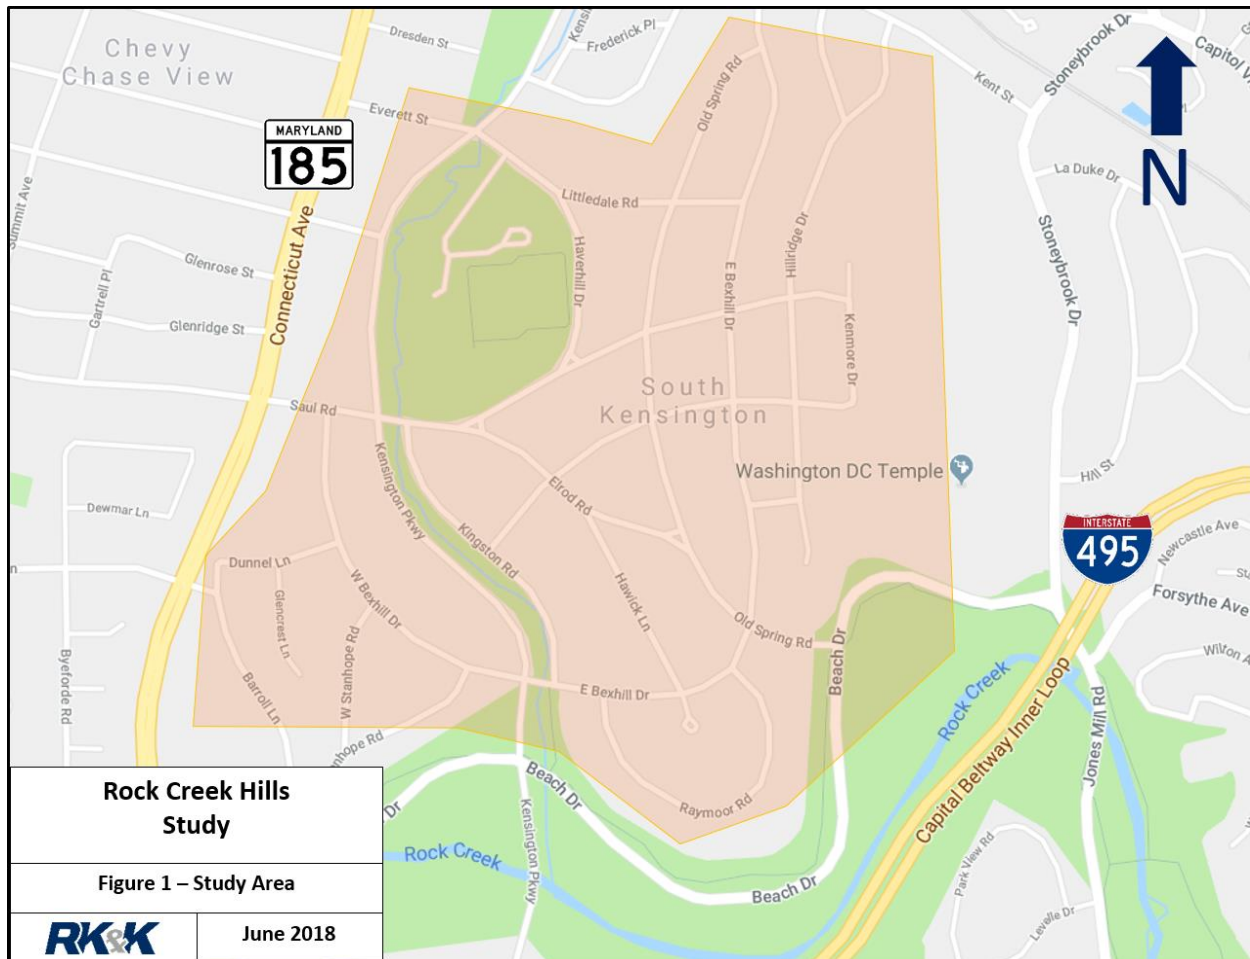 Chevy
Chase View
Dresden St
Frederick Pl
Everett St
MARYLAND
185
Summit Ave
Connecticut Ave
Glenrose St
Gartrell Pl
Glenridge St
Old Spring Rd
Kent St
Stoneybrook Dr
N
La Duke Dr
Littledale Rd
Haverhill Dr
E Bexhill Dr
Hillridge Dr
Stoneybrook Dr
Kenmore Dr
South
Kensington
Saul Rd
Kensington Pkwy
Washington DC Temple
Hill St
Elrod Rd
Dewmar Ln
Kingston Rd
INTERSTATE
495
Newcastle Ave
Dunnel Ln
Glencrest Ln
W Bexhill Dr
Hawick Ln
Forsythe Ave
W Stanhope Rd
Old Spring Rd
Beach Dr
Byeforde Rd
Barroll Ln
E Bexhill Dr
Rock Creek
Capital Beltway Inner Loop
Jones Mill Rd
Raymoor Rd
Beach Dr
Kensington Pkwy
Rock Creek
Beach Dr
Park View Rd
Levelle Dr
Rock Creek Hills
Study
Figure 1 – Study Area
RK&K
June 2018